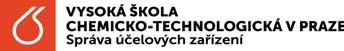 VYSOKÁ ŠKOLA
CHEMICKO-TECHNOLOGICKÁ V PRAZE
Správa účelových zařízení